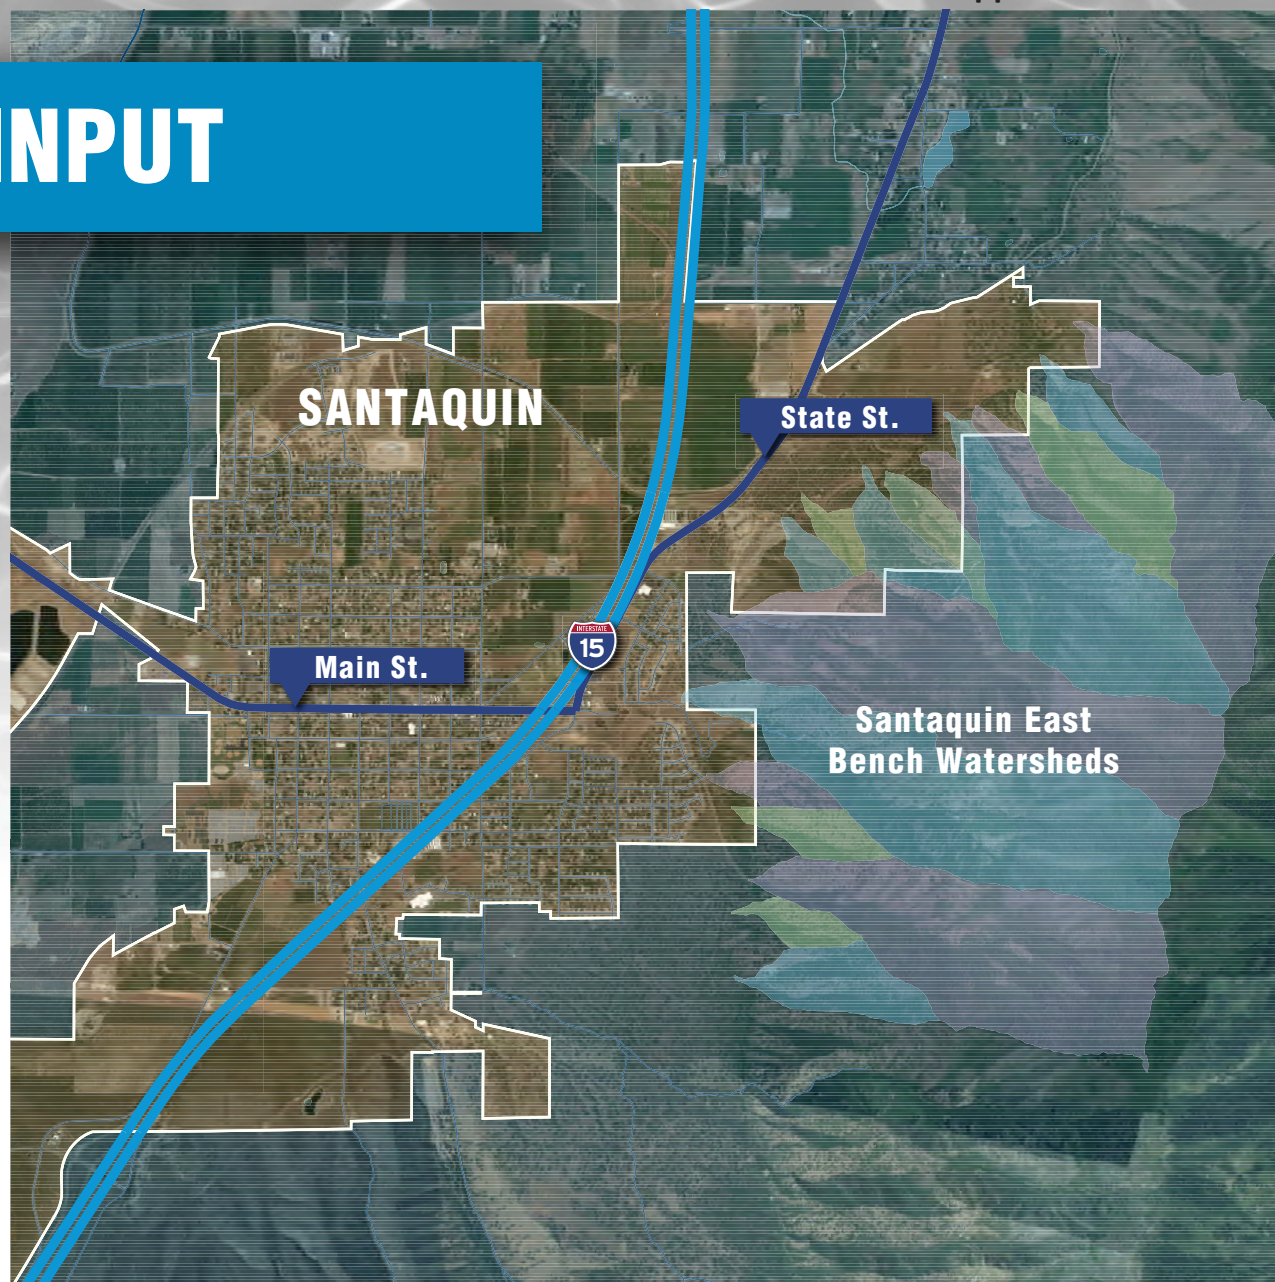 INPUT
SANTAQUIN
State St.
INTERSTATE
15
Main St.
Santaquin East
Bench Watersheds